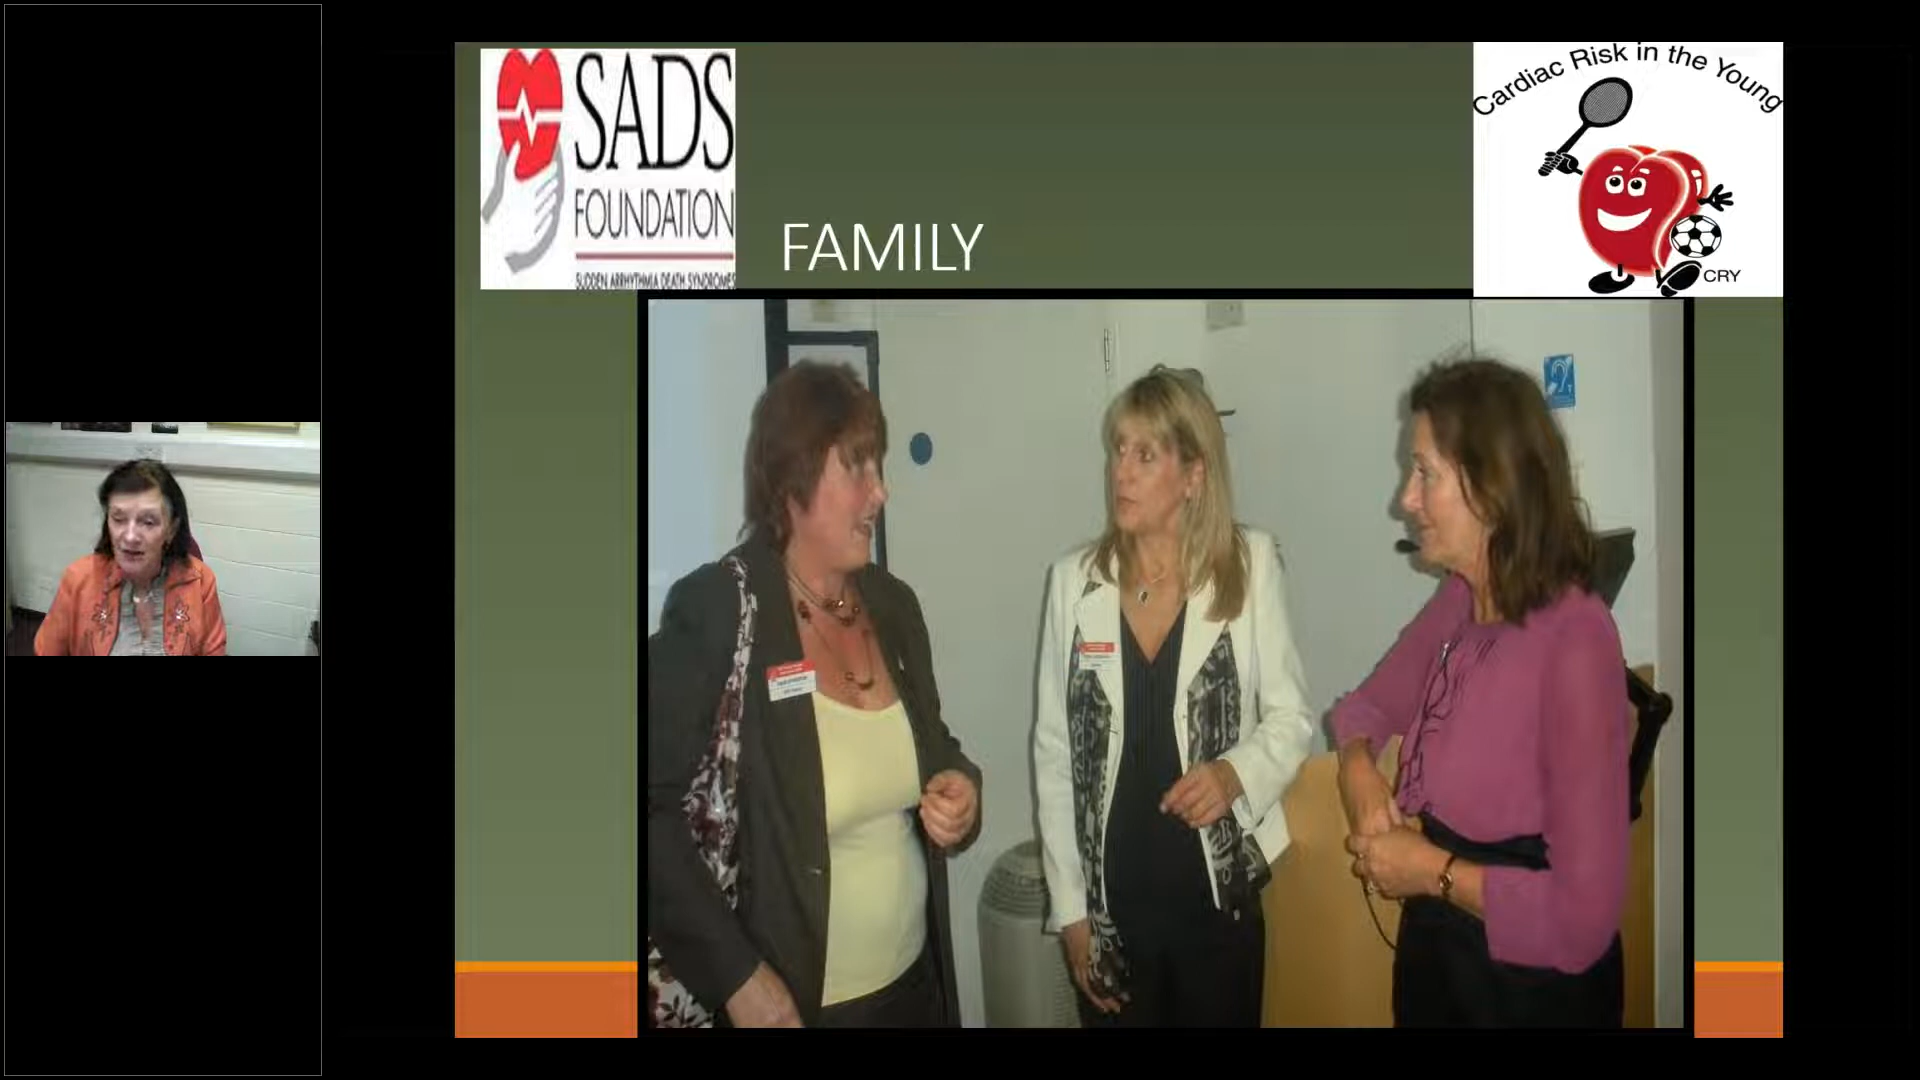 SADS
FOUNDATION
SUDDEN ARRHYTHMIA DEATH SYNDROMES
Cardiac Risk in the Young
CRY
FAMILY